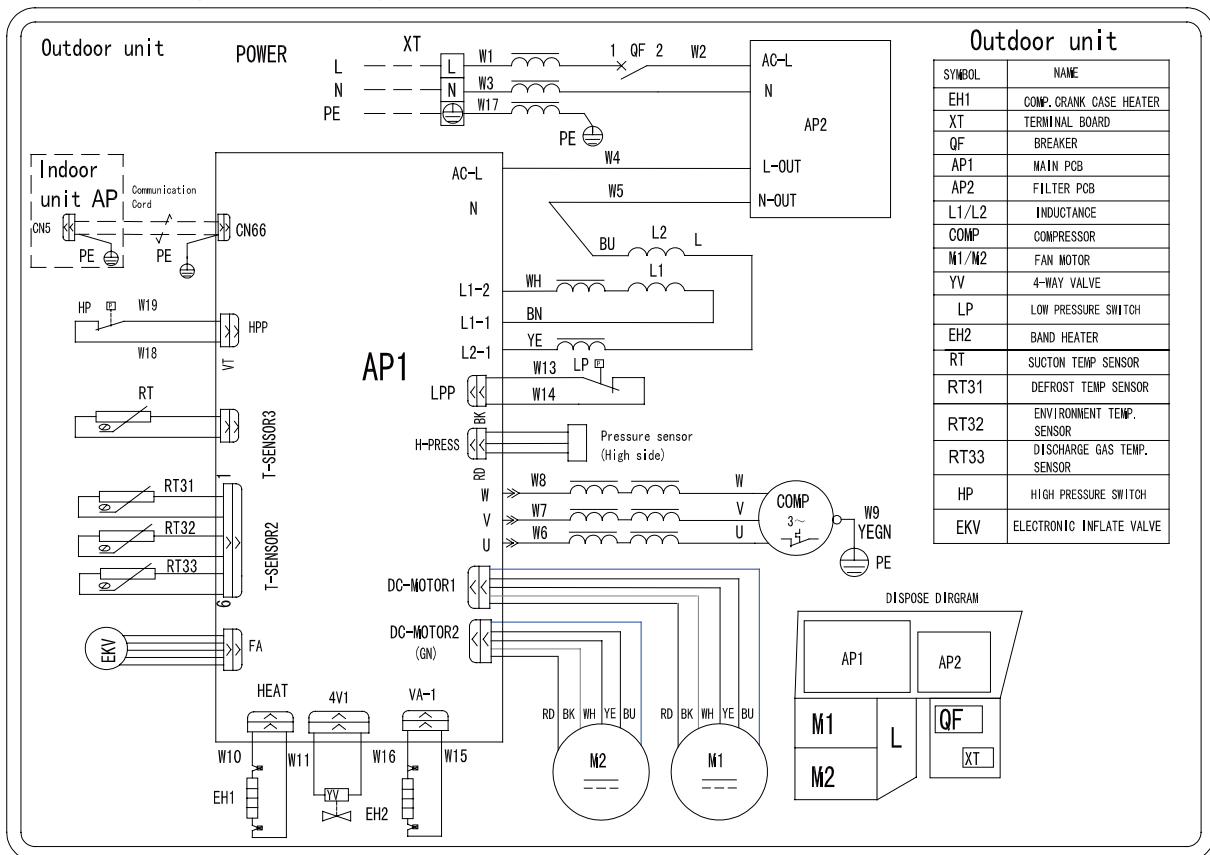 Outdoor unit
POWER
XT
L
N
PE
L
N
W1
W3
W17
PE
1 QF 2
W2
AC-L
N
AP2
L-OUT
N-OUT
W4
W5
Indoor
unit AP
CN5
PE
Communication
Cord
PE
CN66
AC-L
N
BU
L2
L
L1-2
WH
L1
L1-1
BN
L2-1
YE
AP1
HP
P
W19
W18
HPP
VT
LPP
W13
LP
P
W14
BK
H-PRESS
Pressure sensor
(High side)
RD
RT
T-SENSOR3
RT31
RT32
RT33
1
6
T-SENSOR2
W
W8
W
V
W7
V
U
W6
U
COMP
3~
W9
YEGN
PE
DC-MOTOR1
DC-MOTOR2
(GN)
EKV
FA
HEAT
4V1
VA-1
W10
W11
W16
W15
EH1
YV
EH2
RD BK WH YE BU
M2
RD BK WH YE BU
M1
Outdoor unit
SYMBOL NAME
EH1 COMP. CRANK CASE HEATER
XT TERMINAL BOARD
QF BREAKER
AP1 MAIN PCB
AP2 FILTER PCB
L1/L2 INDUCTANCE
COMP COMPRESSOR
M1/M2 FAN MOTOR
YV 4-WAY VALVE
LP LOW PRESSURE SWITCH
EH2 BAND HEATER
RT SUCTON TEMP SENSOR
RT31 DEFROST TEMP SENSOR
RT32 ENVIRONMENT TEMP.
SENSOR
RT33 DISCHARGE GAS TEMP.
SENSOR
HP HIGH PRESSURE SWITCH
EKV ELECTRONIC INFLATE VALVE
DISPOSE DIRGRAM
AP1
AP2
M1
M2
L
QF
XT